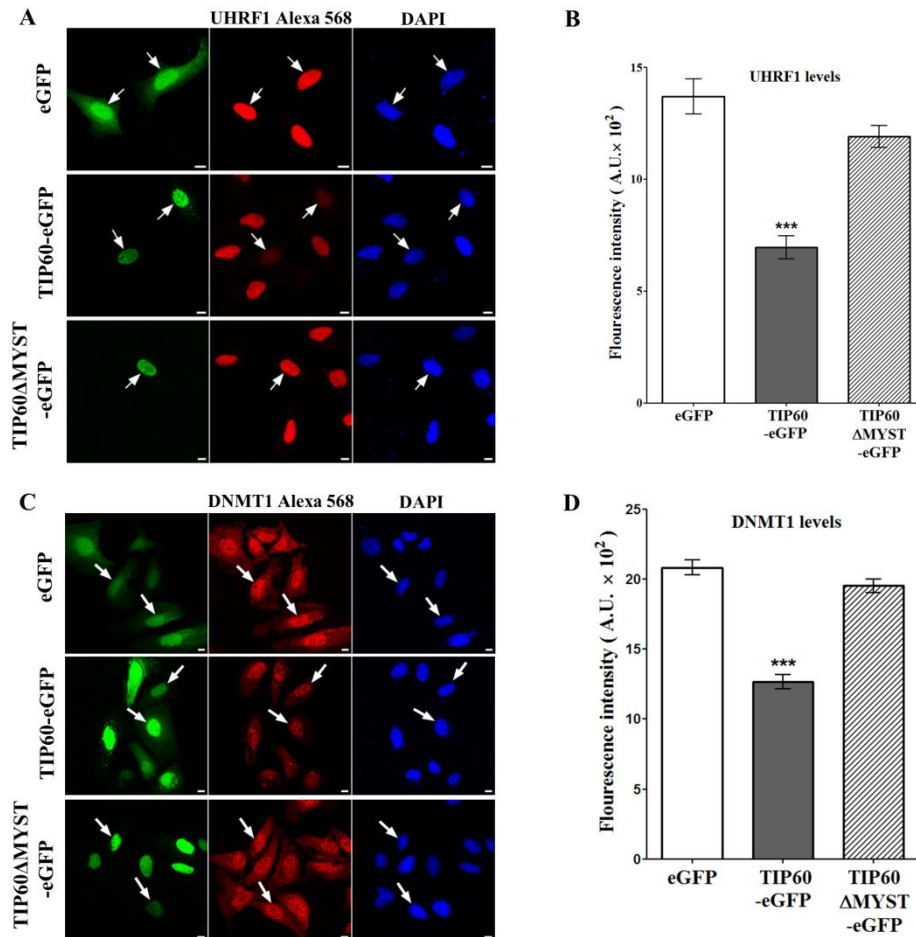 A
UHRF1 Alexa 568
DAPI
eGFP
TIP60-eGFP
TIP60ΔMYST
-eGFP
B
UHRF1 levels
Flourescence intensity ( A.U. × 10²)
15
10
5
0
***
eGFP
TIP60
-eGFP
TIP60
ΔMYST
-eGFP
C
DNMT1 Alexa 568
DAPI
eGFP
TIP60-eGFP
TIP60ΔMYST
-eGFP
D
DNMT1 levels
Flourescence intensity ( A.U. × 10²)
25
20
15
10
5
0
***
eGFP
TIP60
-eGFP
TIP60
ΔMYST
-eGFP